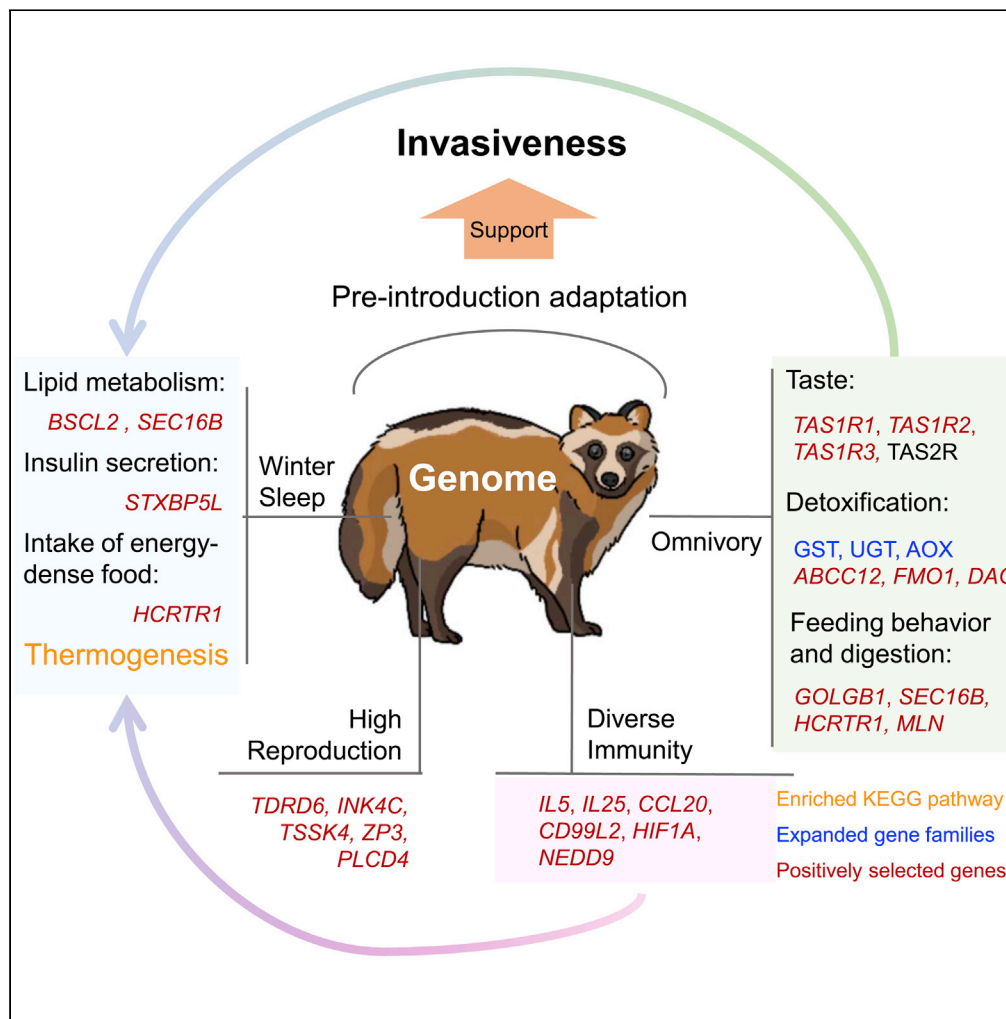 Invasiveness
Support
Pre-introduction adaptation
Lipid metabolism:
BSCL2 , SEC16B
Insulin secretion:
STXBP5L
Intake of energy-
dense food:
HCRTR1
Thermogenesis
Winter
Sleep
Genome
Omnivory
Taste:
TAS1R1, TAS1R2,
TAS1R3, TAS2R
Detoxification:
GST, UGT, AOX
ABCC12, FMO1, DAO
Feeding behavior
and digestion:
GOLGB1, SEC16B,
HCRTR1, MLN
High
Reproduction
TDRD6, INK4C,
TSSK4, ZP3,
PLCD4
Diverse
Immunity
IL5, IL25, CCL20,
CD99L2, HIF1A,
NEDD9
Enriched KEGG pathway
Expanded gene families
Positively selected genes